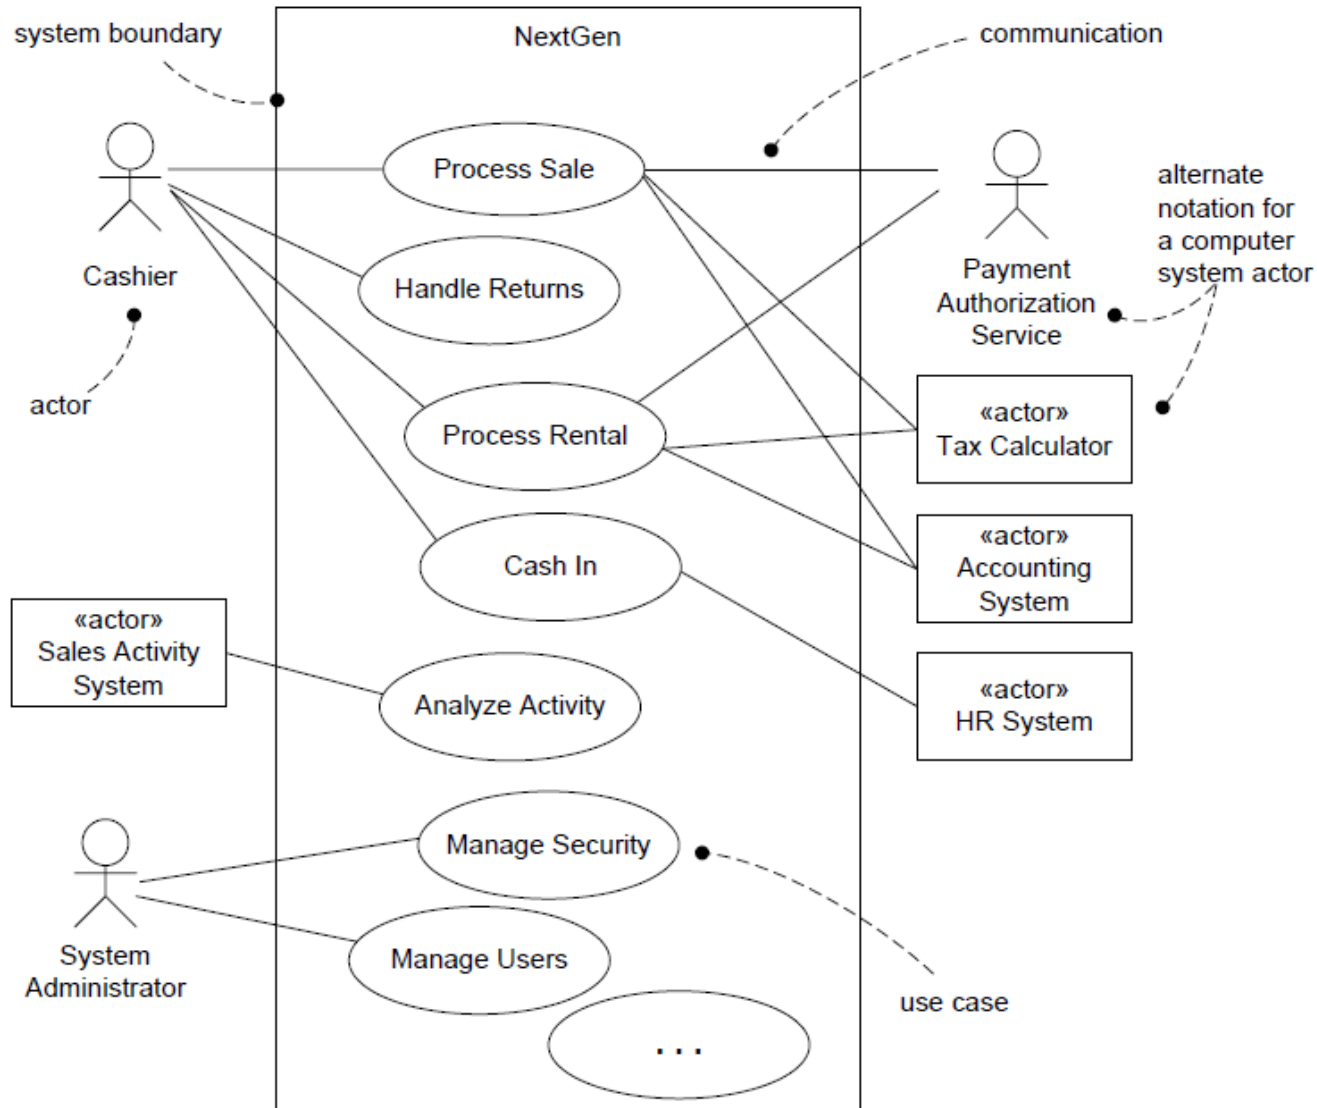 system boundary
NextGen
communication
Process Sale
alternate
notation for
a computer
system actor
Cashier
Handle Returns
Payment
Authorization
Service
actor
«actor»
Tax Calculator
Process Rental
«actor»
Accounting
System
Cash In
«actor»
Sales Activity
System
Analyze Activity
«actor»
HR System
Manage Security
System
Administrator
Manage Users
use case
...